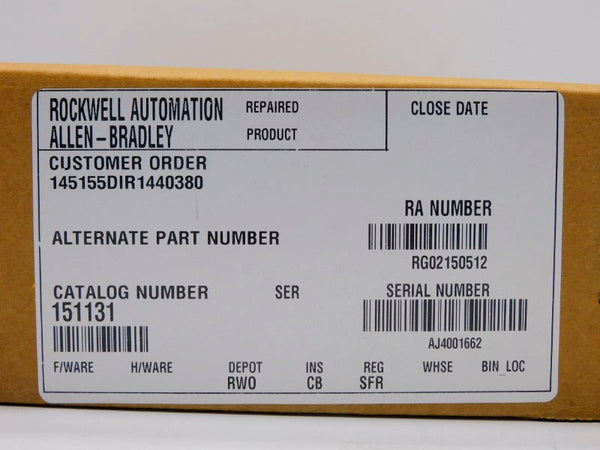 ROCKWELL AUTOMATION REPAIRED CLOSE DATE
ALLEN-BRADLEY PRODUCT
CUSTOMER ORDER
145155DIR1440380
RA NUMBER
ALTERNATE PART NUMBER
RG02150512
CATALOG NUMBER SER SERIAL NUMBER
151131
AJ4001662
F/WARE H/WARE DEPOT INS REG WHSE BIN_LOC
RWO CB SFR